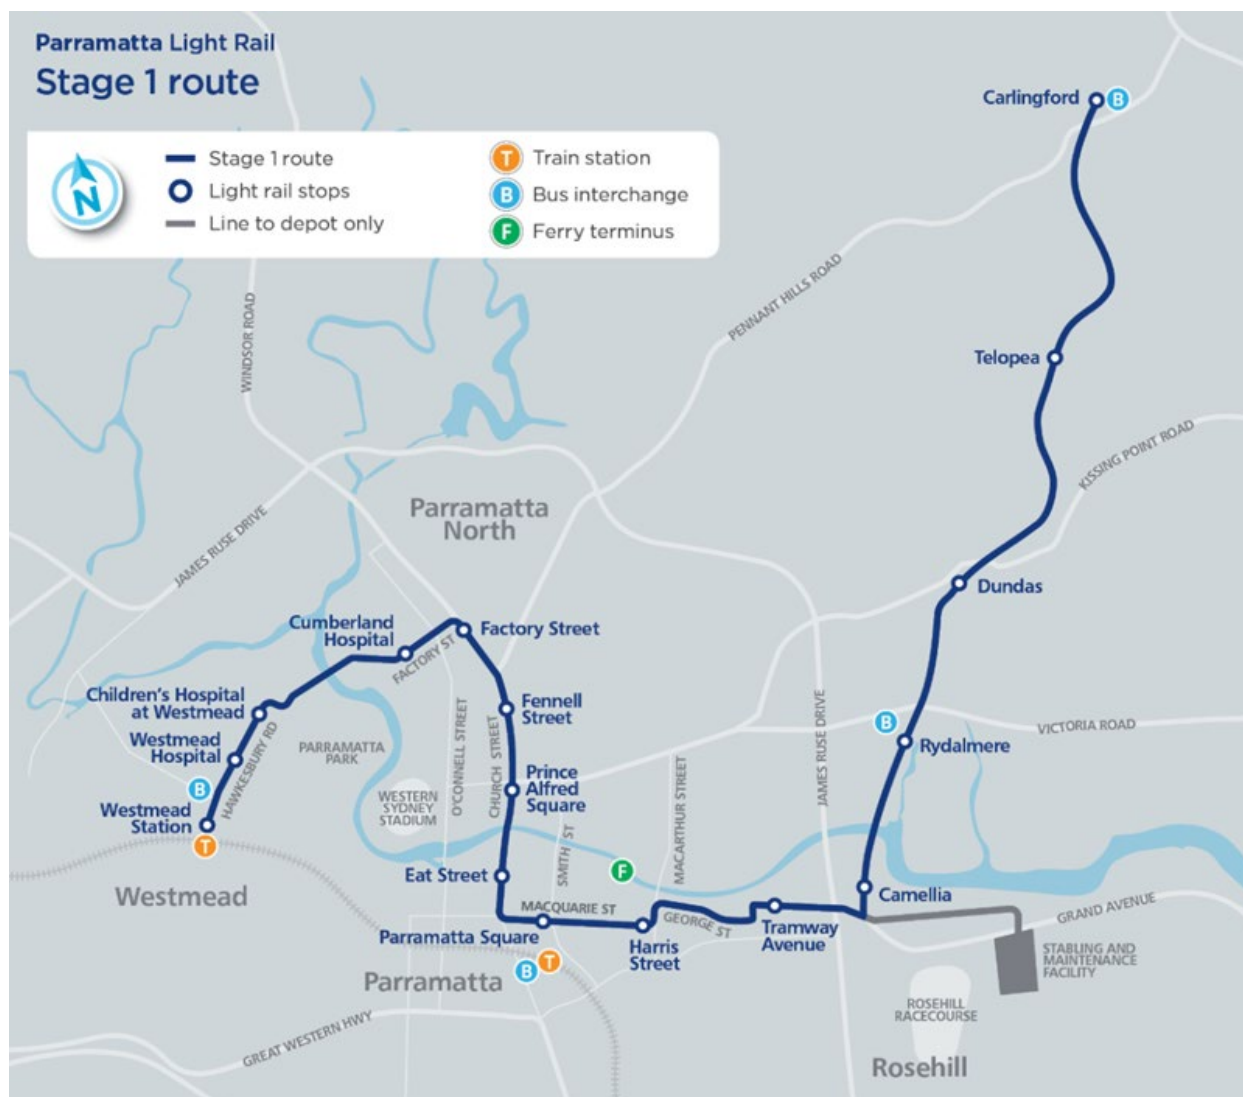 Parramatta Light Rail
Stage 1 route
N
Stage 1 route
Light rail stops
Line to depot only
T Train station
B Bus interchange
F Ferry terminus
Carlingford B
WINDSOR ROAD
PENNANT HILLS ROAD
Telopea
KISSING POINT ROAD
JAMES RUSE DRIVE
Parramatta
North
Dundas
Cumberland
Hospital
Factory Street
FACTORY ST
Children's Hospital
at Westmead
Fennell
Street
Westmead
Hospital
HAWKESBURY RD
PARRAMATTA
PARK
O'CONNELL STREET
CHURCH STREET
JAMES RUSE DRIVE
B
Rydalmere
VICTORIA ROAD
B
Westmead
Station
T
WESTERN
SYDNEY
STADIUM
Prince
Alfred
Square
SMITH ST
MACARTHUR STREET
F
Westmead
Eat Street
Camellia
MACQUARIE ST
GEORGE ST
GRAND AVENUE
Parramatta Square
Harris
Street
Tramway
Avenue
STABLING AND
MAINTENANCE
FACILITY
B T
Parramatta
ROSEHILL
RACECOURSE
GREAT WESTERN HWY
Rosehill